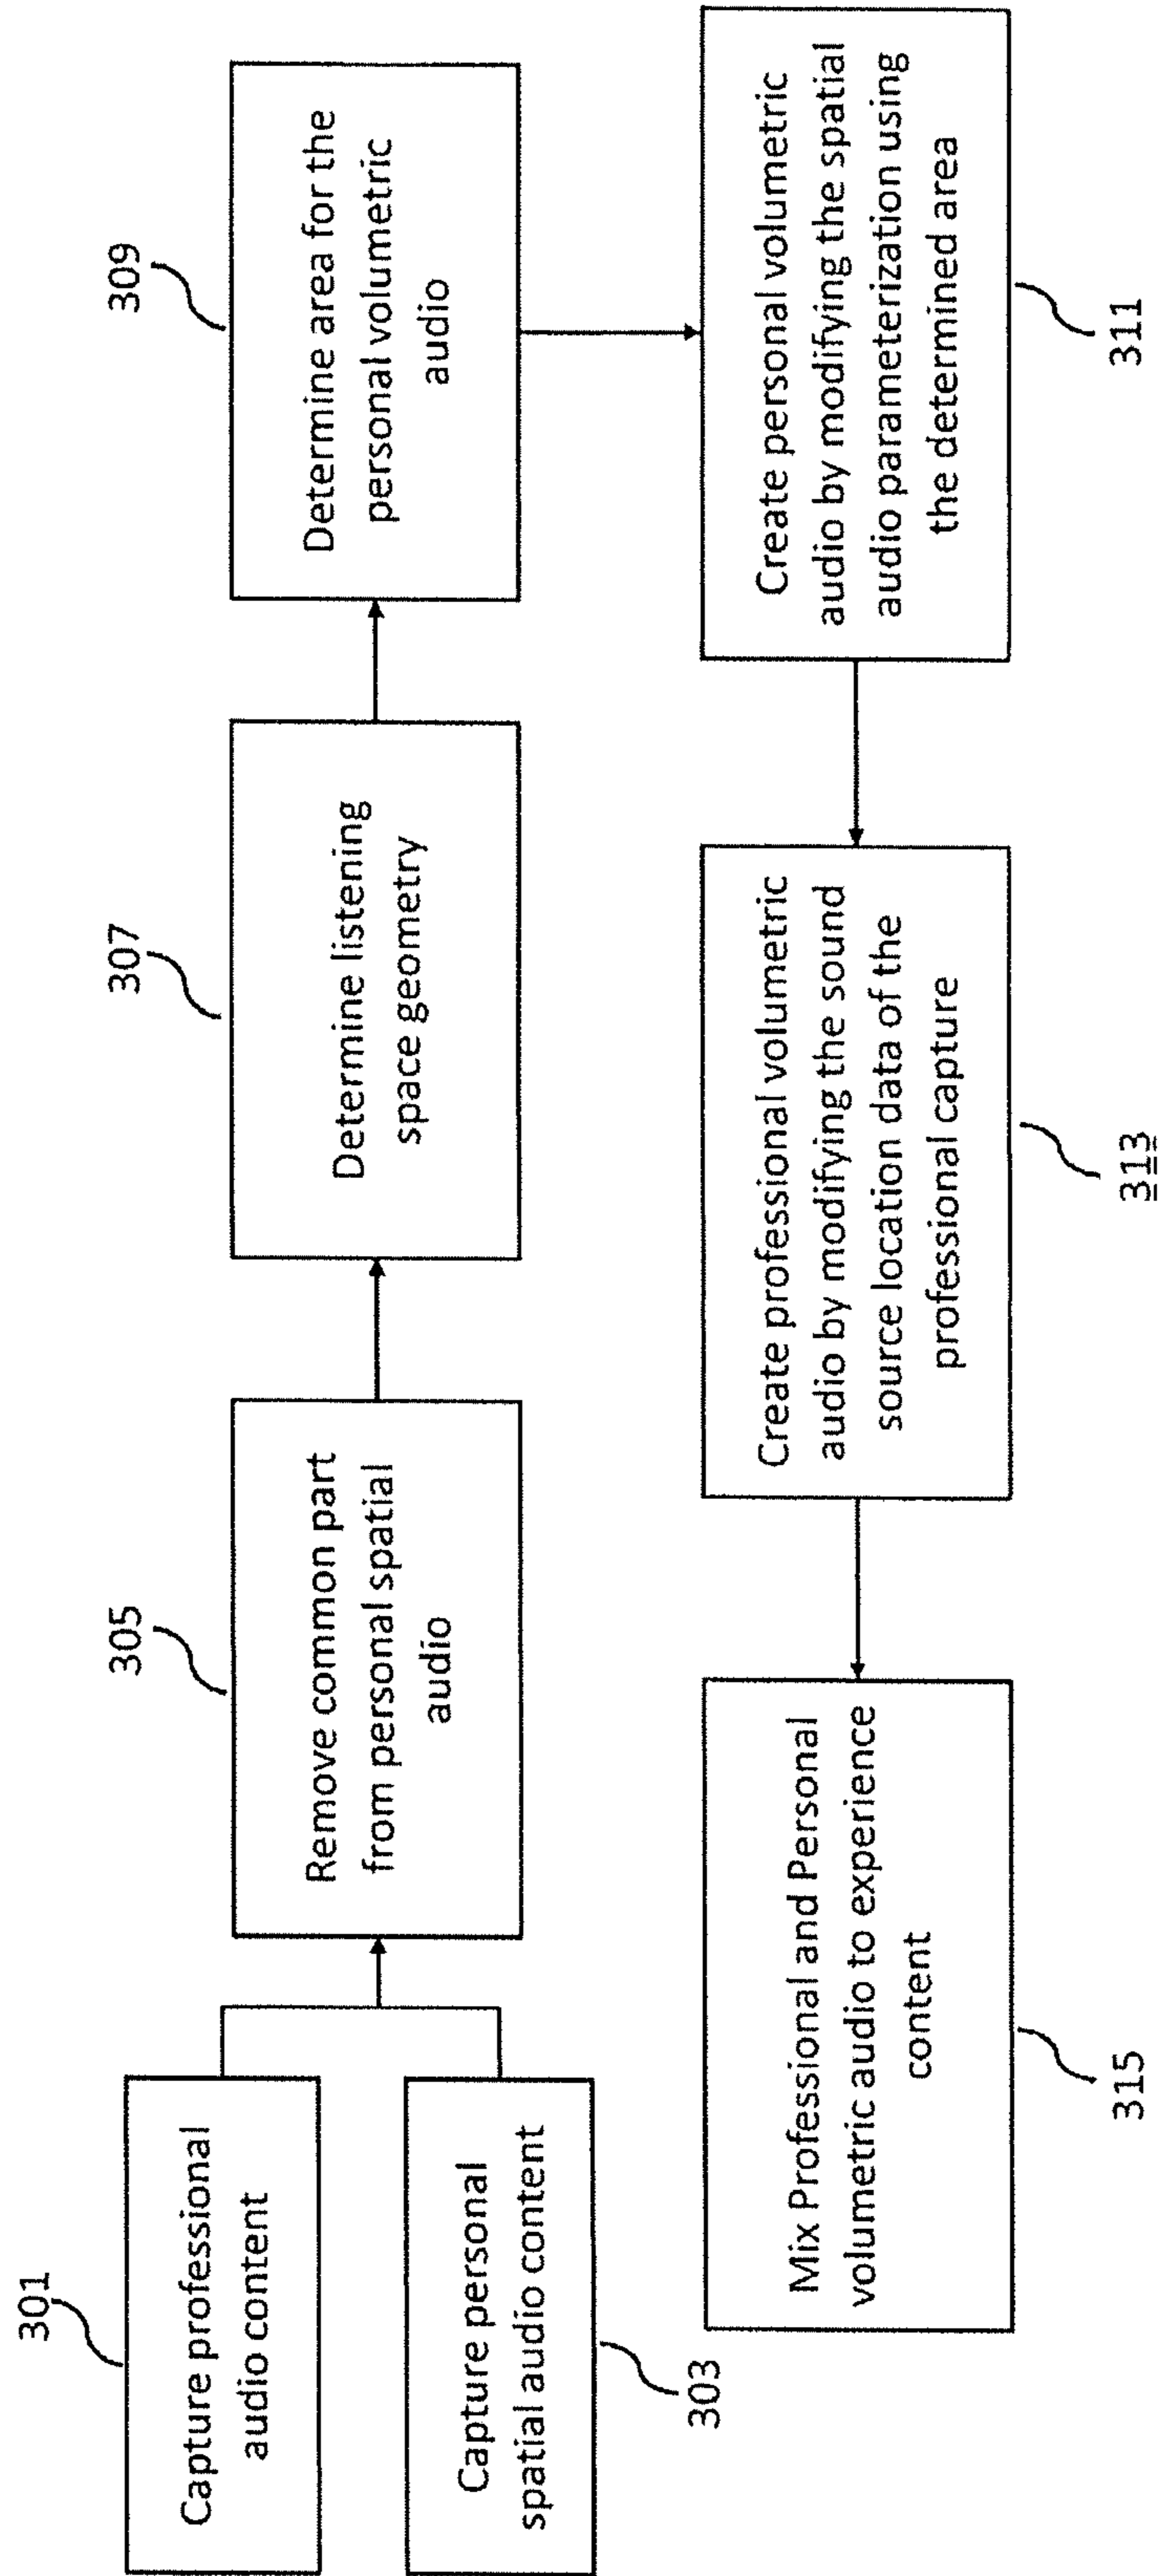 301
Capture professional
audio content
Capture personal
spatial audio content
303
305
Remove common part
from personal spatial
audio
307
Determine listening
space geometry
309
Determine area for the
personal volumetric
audio
Create personal volumetric
audio by modifying the spatial
audio parameterization using
the determined area
311
Create professional volumetric
audio by modifying the sound
source location data of the
professional capture
313
Mix Professional and Personal
volumetric audio to experience
content
315